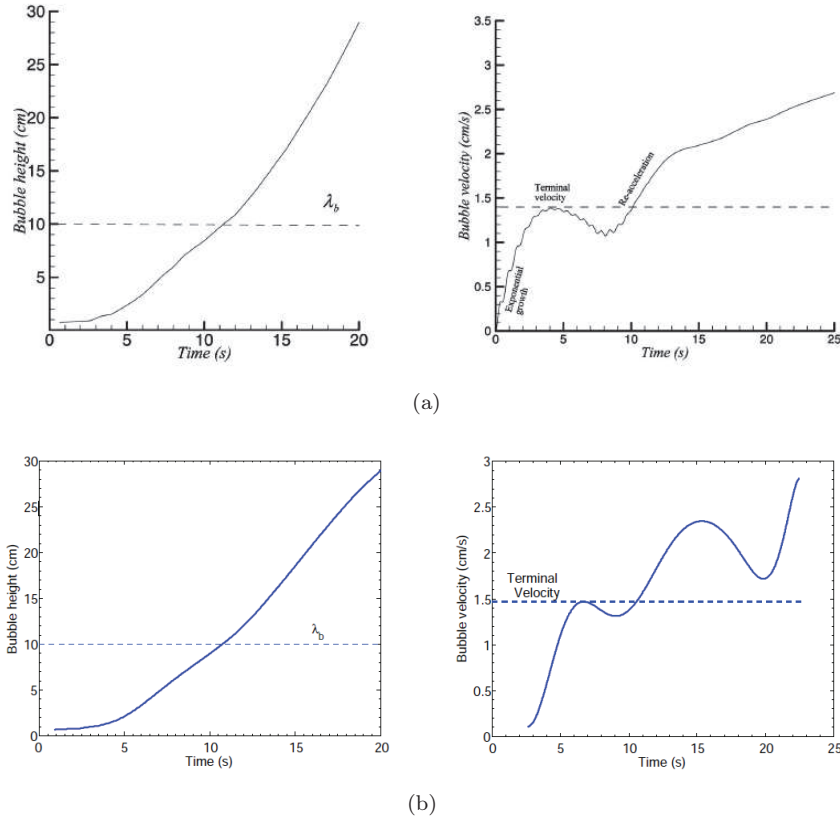 30
25
20
15
10
5
0
5
10
15
20
Bubble height (cm)
Time (s)
λb
3.5
3
2.5
2
1.5
1
0.5
0
0
5
10
15
20
25
Bubble velocity (cm/s)
Time (s)
Terminal
velocity
Re-acceleration
Exponential
growth
(a)
30
25
20
15
10
5
0
0
5
10
15
20
Bubble height (cm)
Time (s)
λb
3
2.5
2
1.5
1
0.5
0
0
5
10
15
20
25
Bubble velocity (cm/s)
Time (s)
Terminal
Velocity
(b)